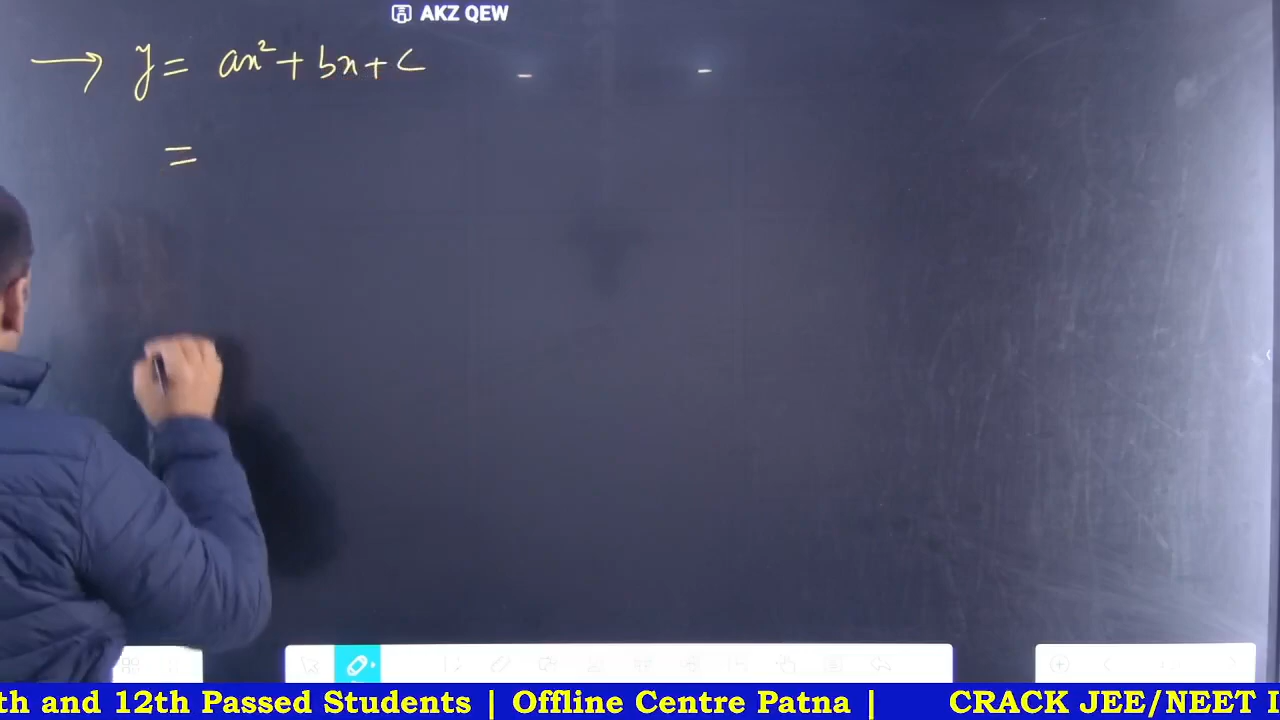 AKZ QEW
→ y = ax² + bx + c
=
th and 12th Passed Students | Offline Centre Patna | CRACK JEE/NEET I